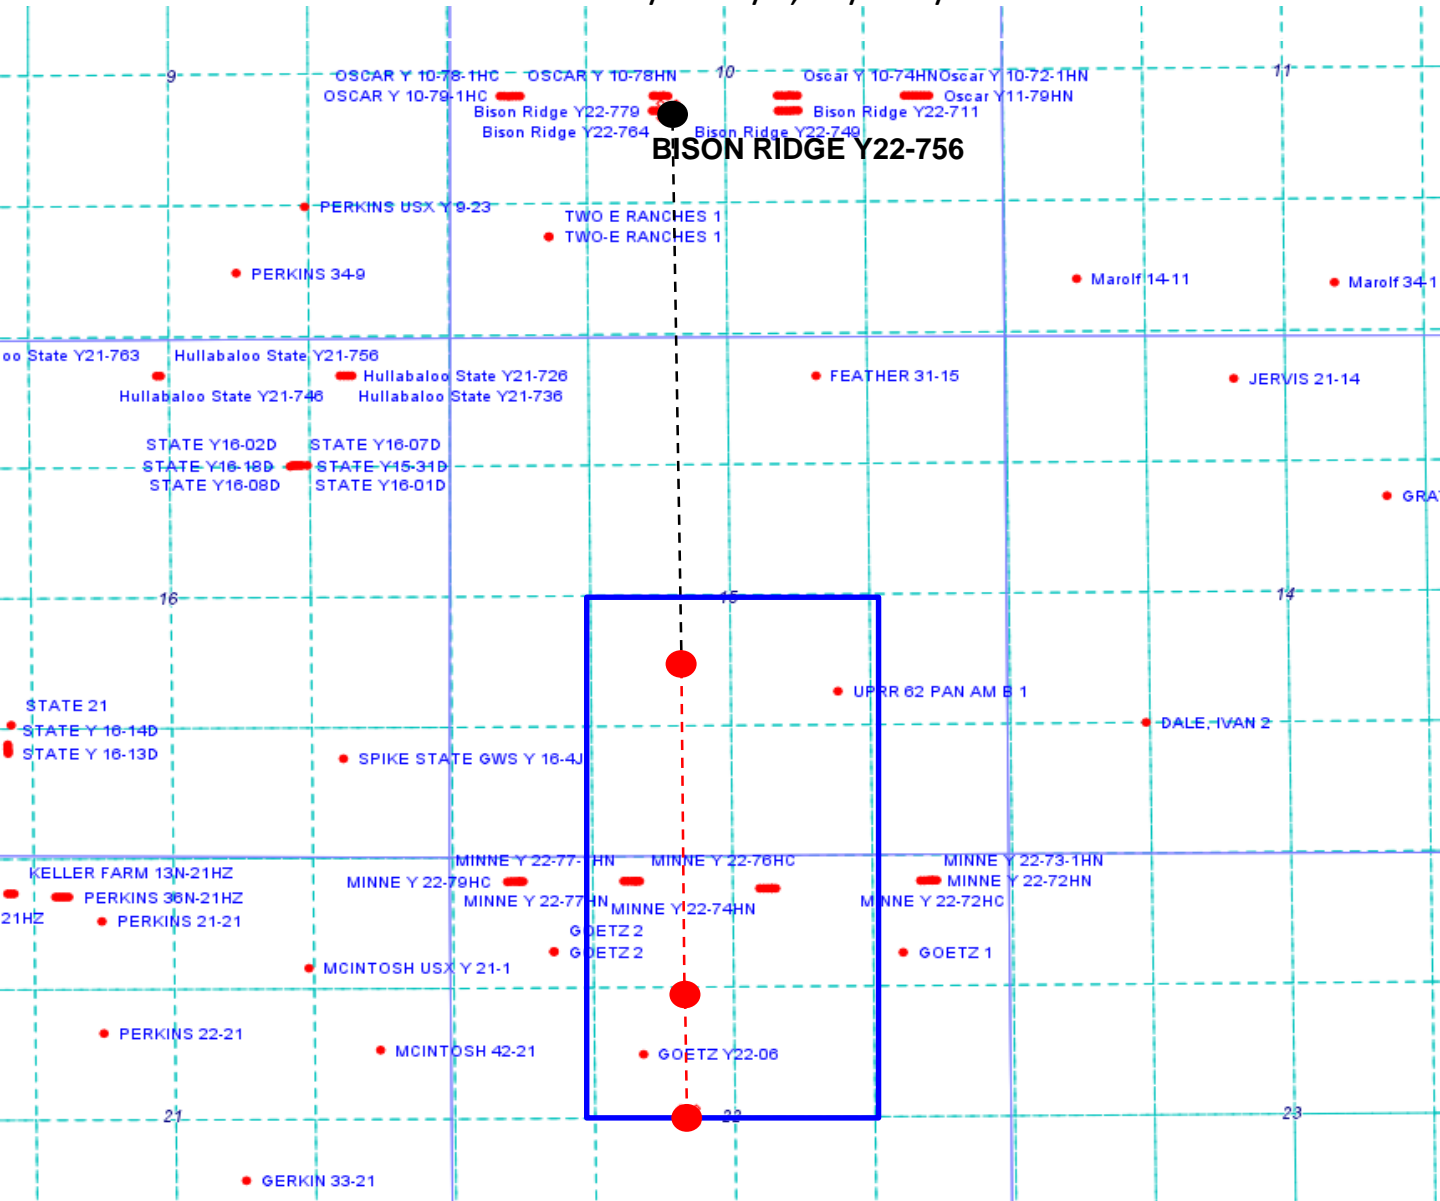 9
10
11
OSCAR Y 10-78-1HC
OSCAR Y 10-78HN
Oscar Y 10-74HN
Oscar Y 10-72-1HN
OSCAR Y 10-79-1HC
Oscar Y11-79HN
Bison Ridge Y22-779
Bison Ridge Y22-711
Bison Ridge Y22-764
Bison Ridge Y22-749
BISON RIDGE Y22-756
PERKINS USX Y 9-23
TWO E RANCHES 1
TWO-E RANCHES 1
PERKINS 34-9
Marolf 14-11
Marolf 34-1
oo State Y21-763
Hullabaloo State Y21-756
Hullabaloo State Y21-726
FEATHER 31-15
JERVIS 21-14
Hullabaloo State Y21-746
Hullabaloo State Y21-736
STATE Y16-02D
STATE Y16-07D
STATE Y16-18D
STATE Y15-31D
STATE Y16-08D
STATE Y16-01D
GRA
16
15
14
UPRR 62 PAN AM B 1
STATE 21
DALE, IVAN 2
STATE Y 16-14D
STATE Y 16-13D
SPIKE STATE GWS Y 16-4J
MINNE Y 22-77-1HN
MINNE Y 22-76HC
MINNE Y 22-73-1HN
KELLER FARM 13N-21HZ
MINNE Y 22-79HC
MINNE Y 22-72HN
PERKINS 36N-21HZ
MINNE Y 22-77HN
MINNE Y 22-74HN
MINNE Y 22-72HC
21HZ
PERKINS 21-21
GOETZ 2
GOETZ 2
GOETZ 1
MCINTOSH USX Y 21-1
PERKINS 22-21
MCINTOSH 42-21
GOETZ Y22-06
21
22
23
GERKIN 33-21